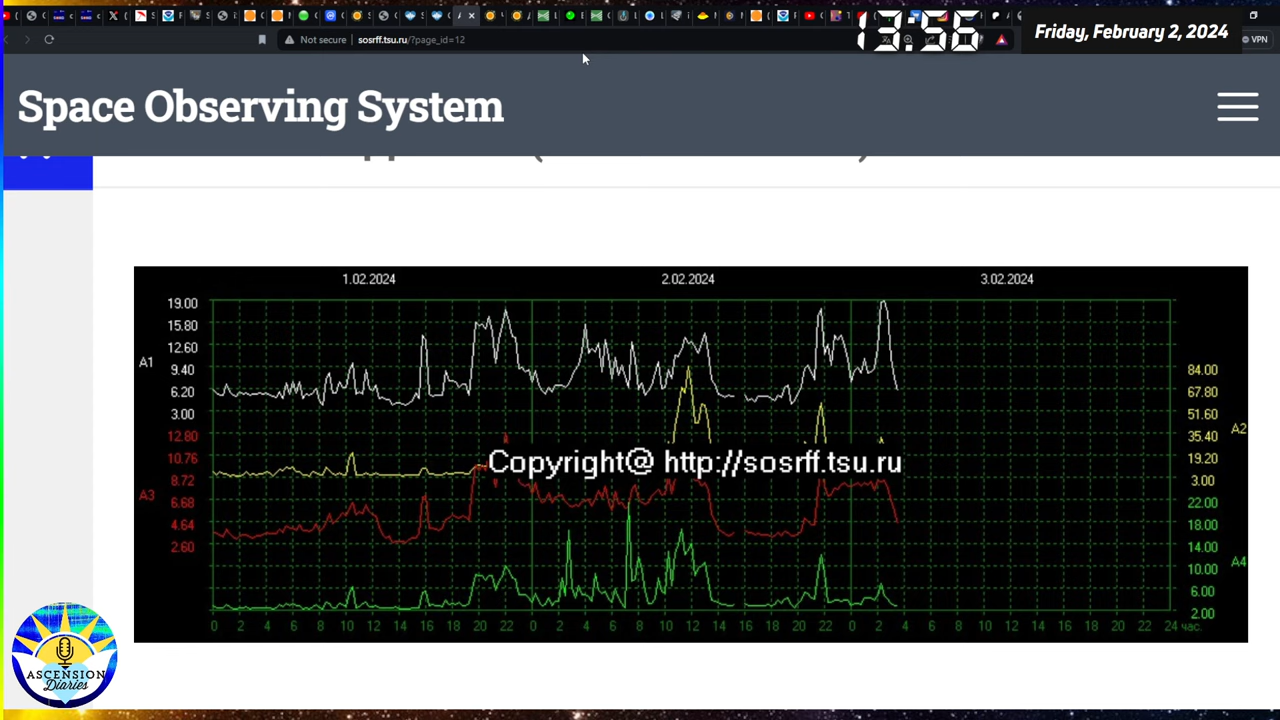 13:56
Friday, February 2, 2024
Not secure sosrff.tsu.ru/?page_id=12
VPN
Space Observing System
1.02.2024 2.02.2024 3.02.2024
19.00
15.80
12.60
A1 9.40 84.00
6.20 67.80
3.00 51.60
12.80 35.40 A2
10.76 19.20
Copyright@ http://sosrff.tsu.ru
A3 8.72 3.00
6.68 22.00
4.64 18.00
2.60 14.00
10.00 A4
6.00
2.00
0 2 4 6 8 10 12 14 16 18 20 22 0 2 4 6 8 10 12 14 16 18 20 22 0 2 4 6 8 10 12 14 16 18 20 22 24 час.
ASCENSION
Diaries